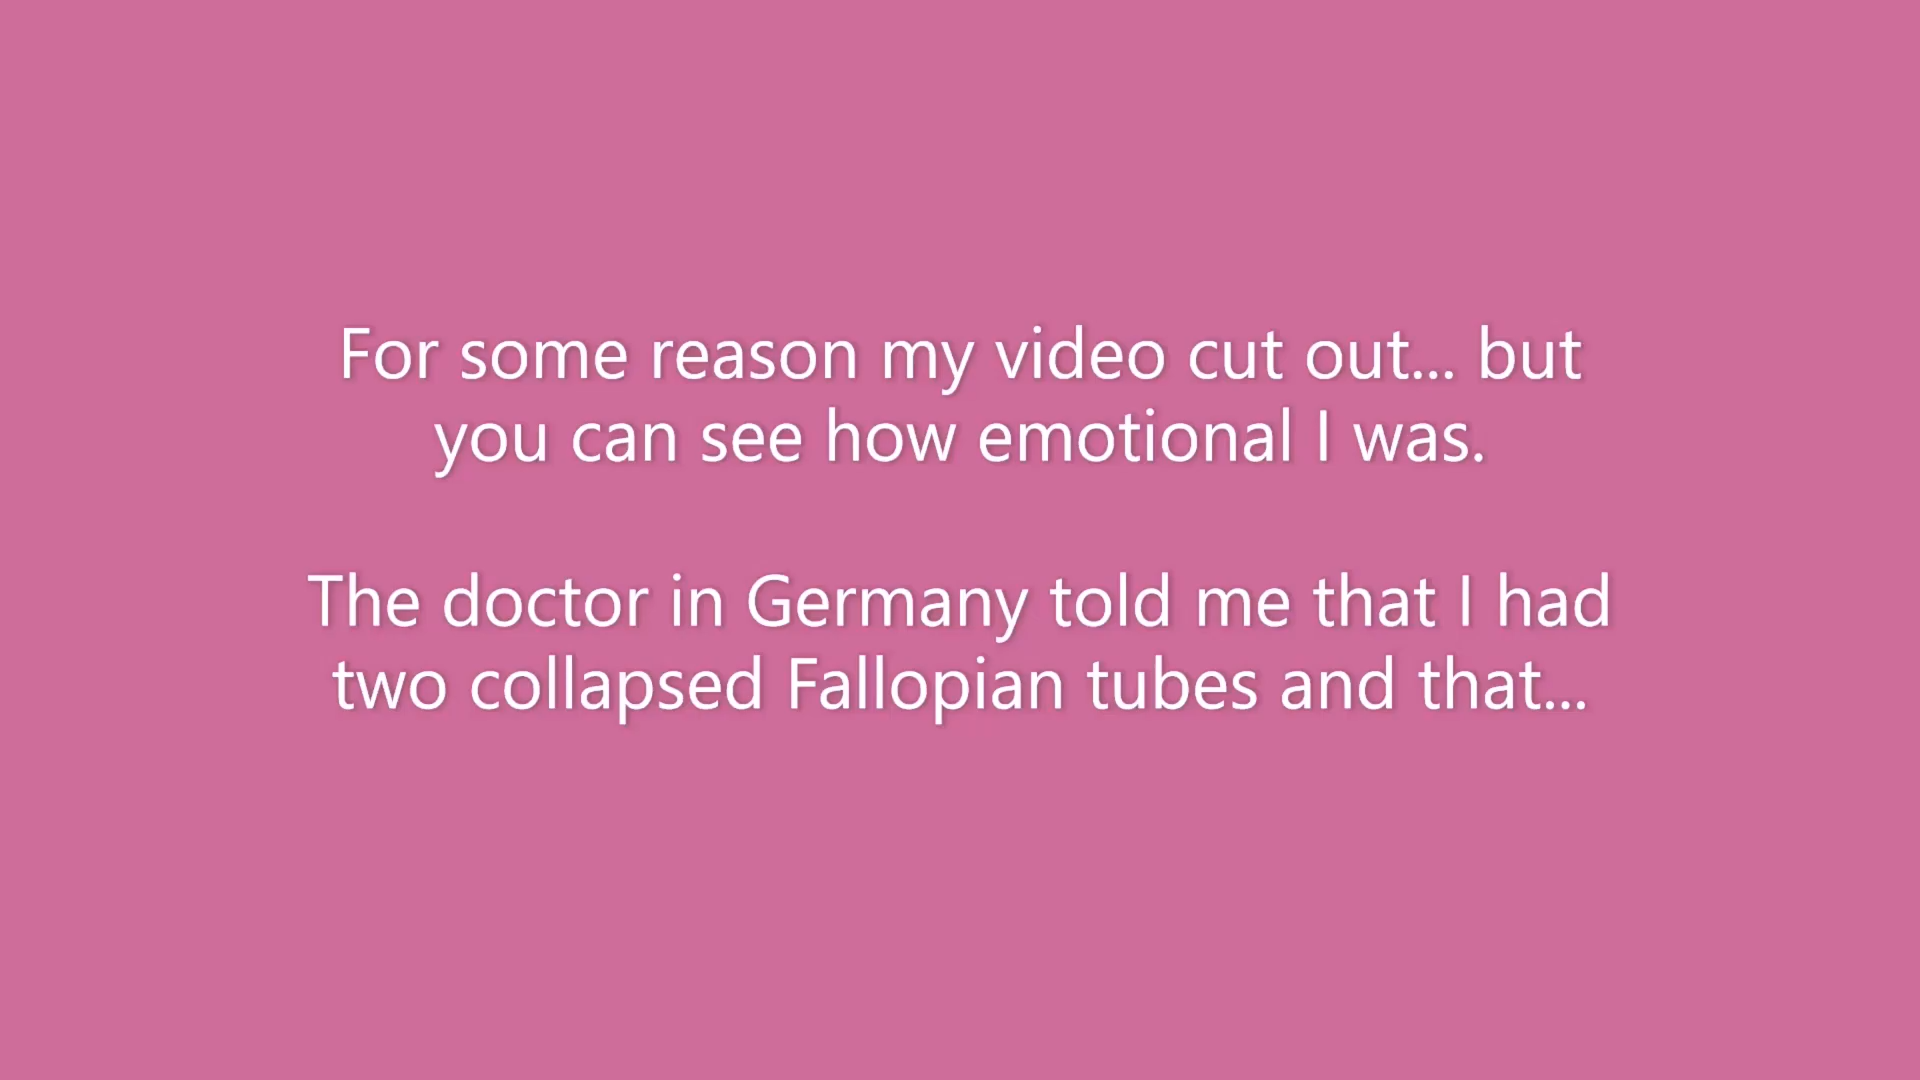 For some reason my video cut out... but
you can see how emotional I was.
The doctor in Germany told me that I had
two collapsed Fallopian tubes and that...